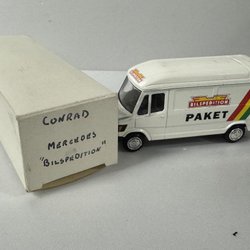 CONRAD
MERCEDES
"BILSPEDITION"
BILSPEDITION
PAKET